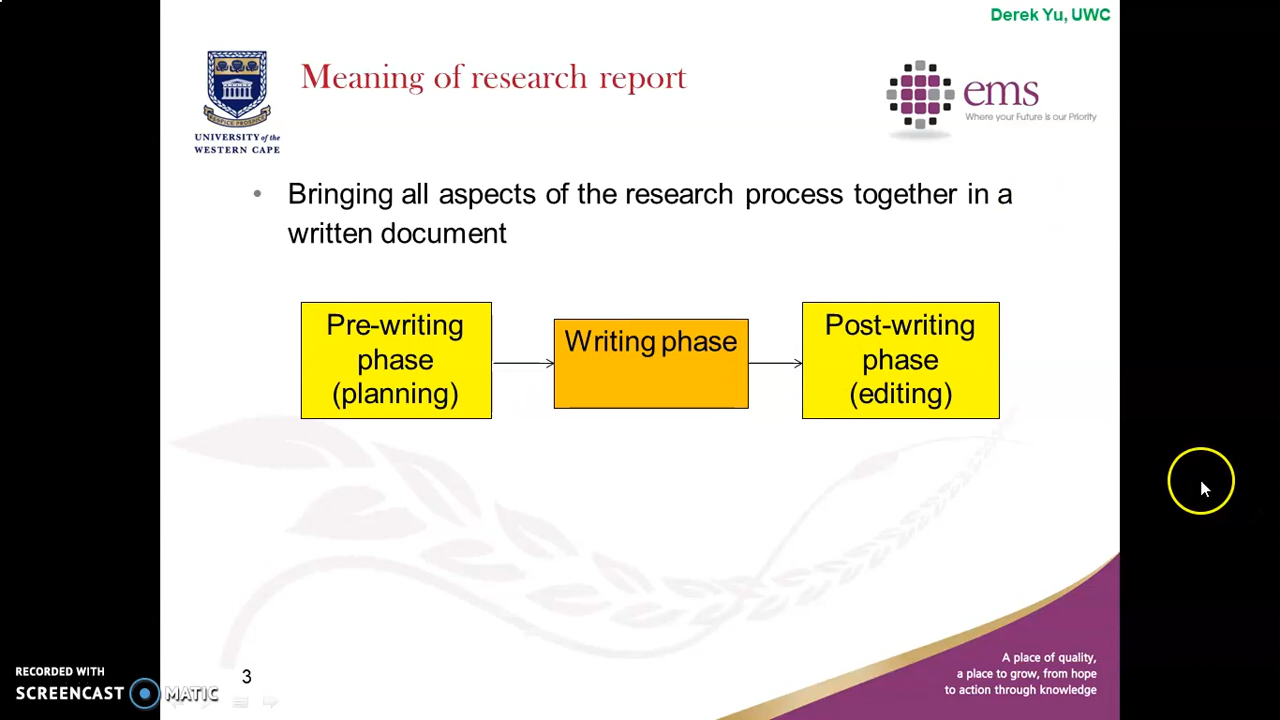 Derek Yu, UWC
Meaning of research report
UNIVERSITY of the
WESTERN CAPE
ems
Where your Future is our Priority
• Bringing all aspects of the research process together in a
written document
Pre-writing
phase
(planning)
Writing phase
Post-writing
phase
(editing)
A place of quality,
a place to grow, from hope
to action through knowledge
3
RECORDED WITH
SCREENCAST MATIC